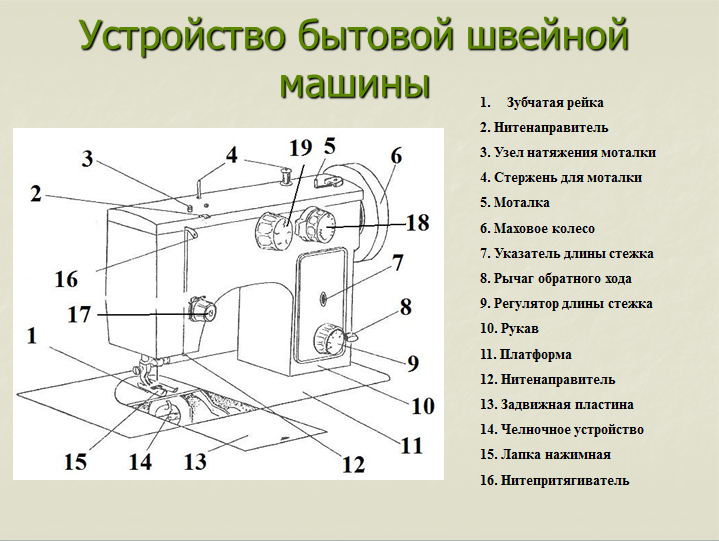 Устройство бытовой швейной
машины
1. Зубчатая рейка
2. Нитенаправитель
3. Узел натяжения моталки
4. Стержень для моталки
5. Моталка
6. Маховое колесо
7. Указатель длины стежка
8. Рычаг обратного хода
9. Регулятор длины стежка
10. Рукав
11. Платформа
12. Нитенаправитель
13. Задвижная пластина
14. Челночное устройство
15. Лапка нажимная
16. Нитепритягиватель
3
4
19
5
6
2
18
16
7
17
8
1
9
10
11
15
14
13
12